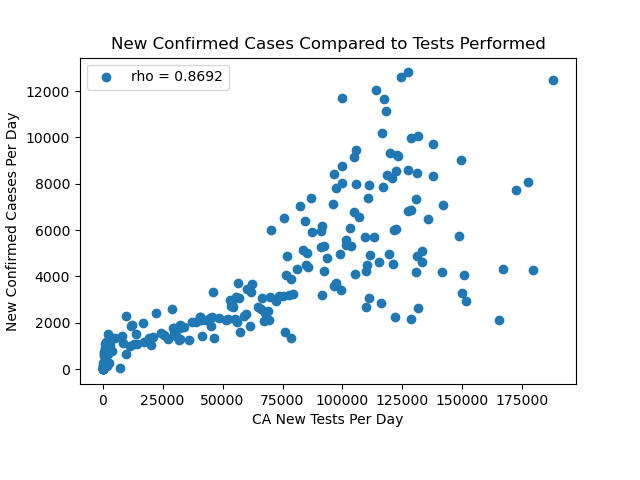 New Confirmed Cases Compared to Tests Performed
rho = 0.8692
New Confirmed Caeses Per Day
12000
10000
8000
6000
4000
2000
0
0 25000 50000 75000 100000 125000 150000 175000
CA New Tests Per Day